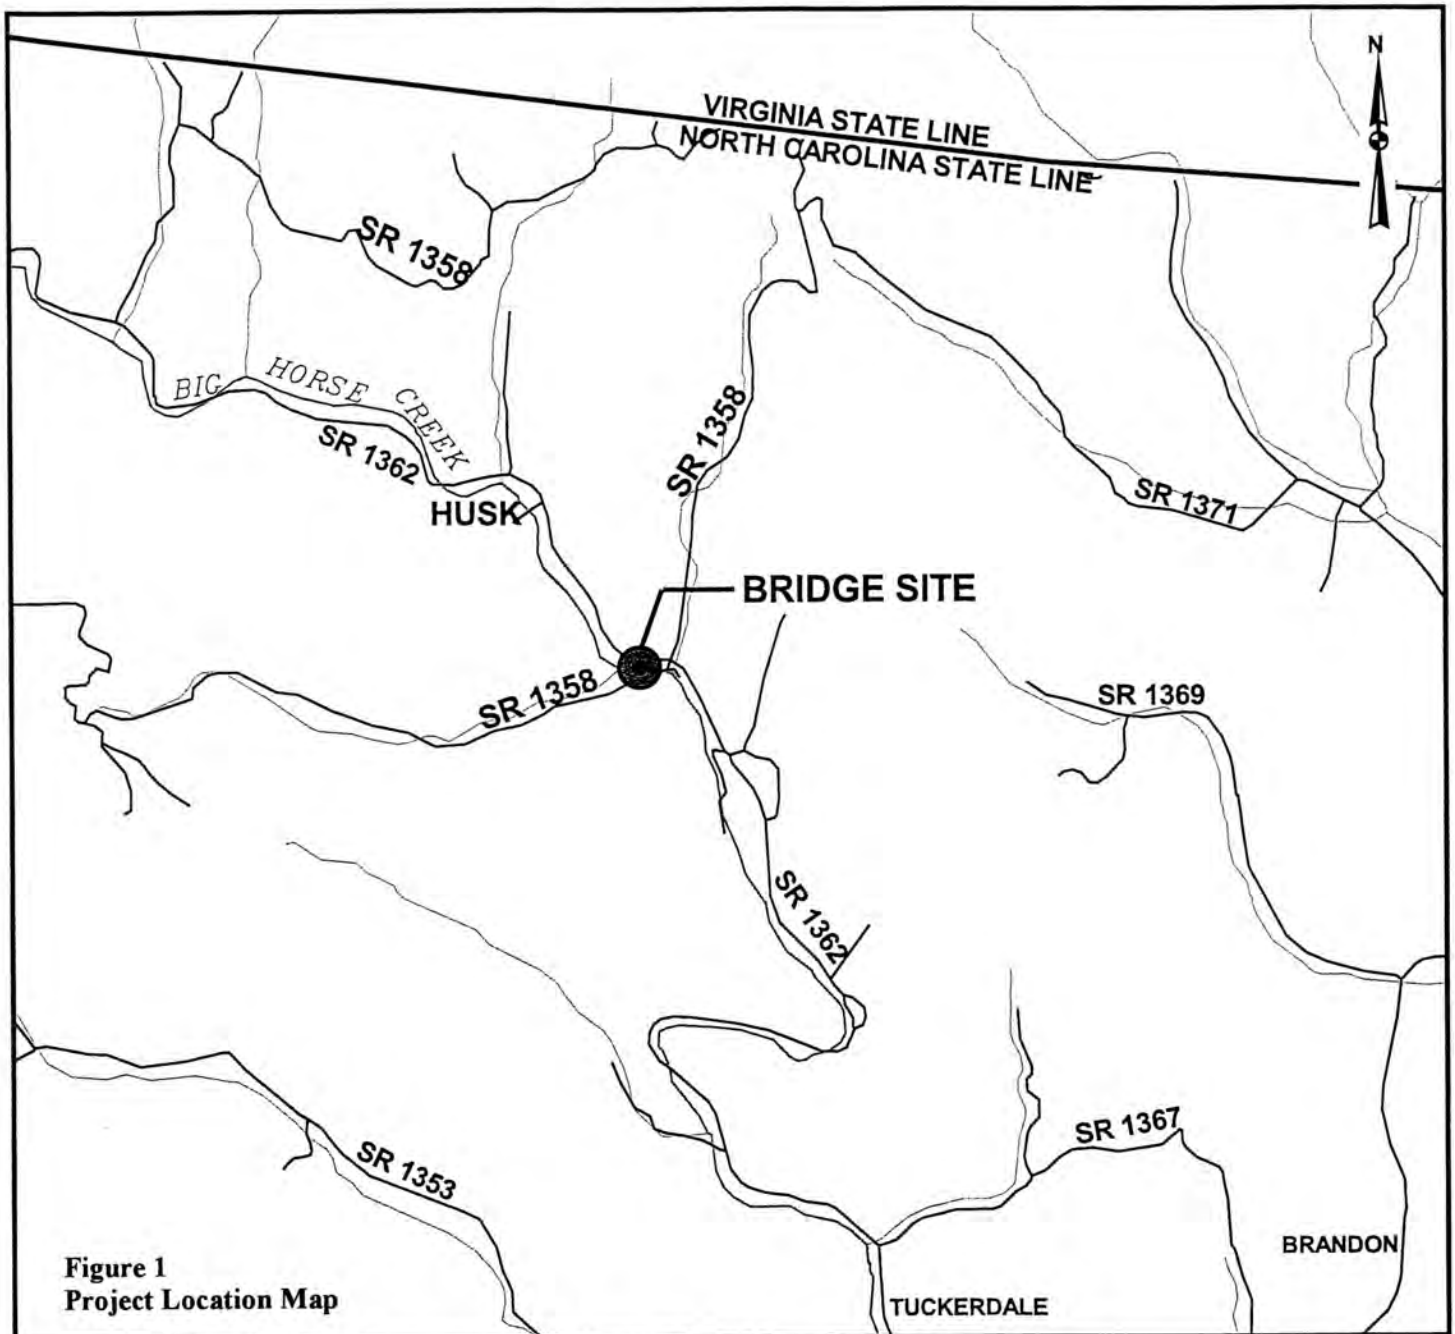 N
VIRGINIA STATE LINE
NORTH CAROLINA STATE LINE
SR 1358
BIG HORSE CREEK
SR 1362
SR 1358
HUSK
SR 1371
BRIDGE SITE
SR 1358
SR 1369
SR 1362
SR 1367
SR 1353
BRANDON
Figure 1
Project Location Map
TUCKERDALE